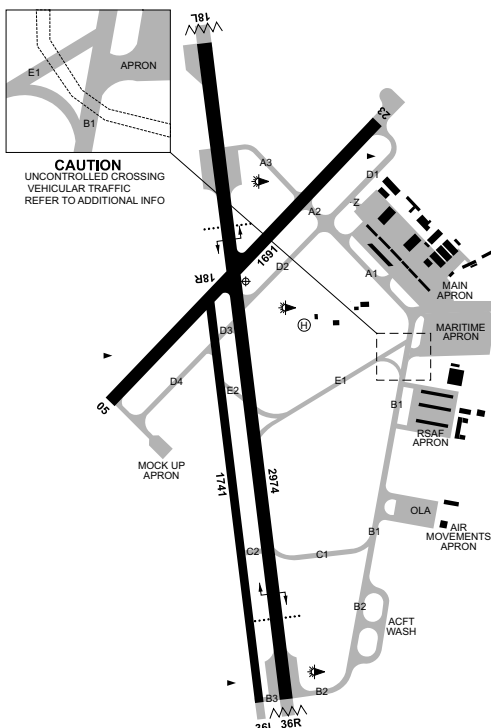 18L
E1
APRON
B1
CAUTION
UNCONTROLLED CROSSING
VEHICULAR TRAFFIC
REFER TO ADDITIONAL INFO
23
A3
D1
Z
A2
1691
D2
18R
A1
MAIN
APRON
H
MARITIME
APRON
D3
D4
E1
E2
B1
05
RSAF
APRON
MOCK UP
APRON
1741
2974
OLA
AIR
MOVEMENTS
APRON
B1
C2
C1
B2
ACFT
WASH
B3
B2
36L
36R